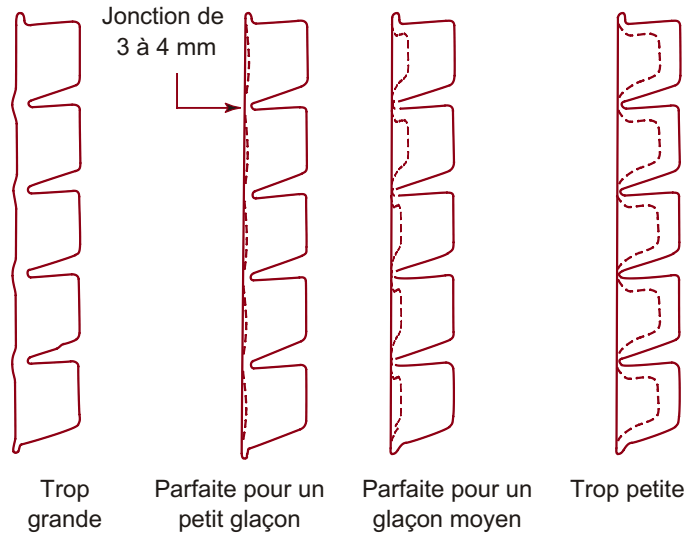 Jonction de
3 à 4 mm
Trop
grande
Parfaite pour un
petit glaçon
Parfaite pour un
glaçon moyen
Trop petite